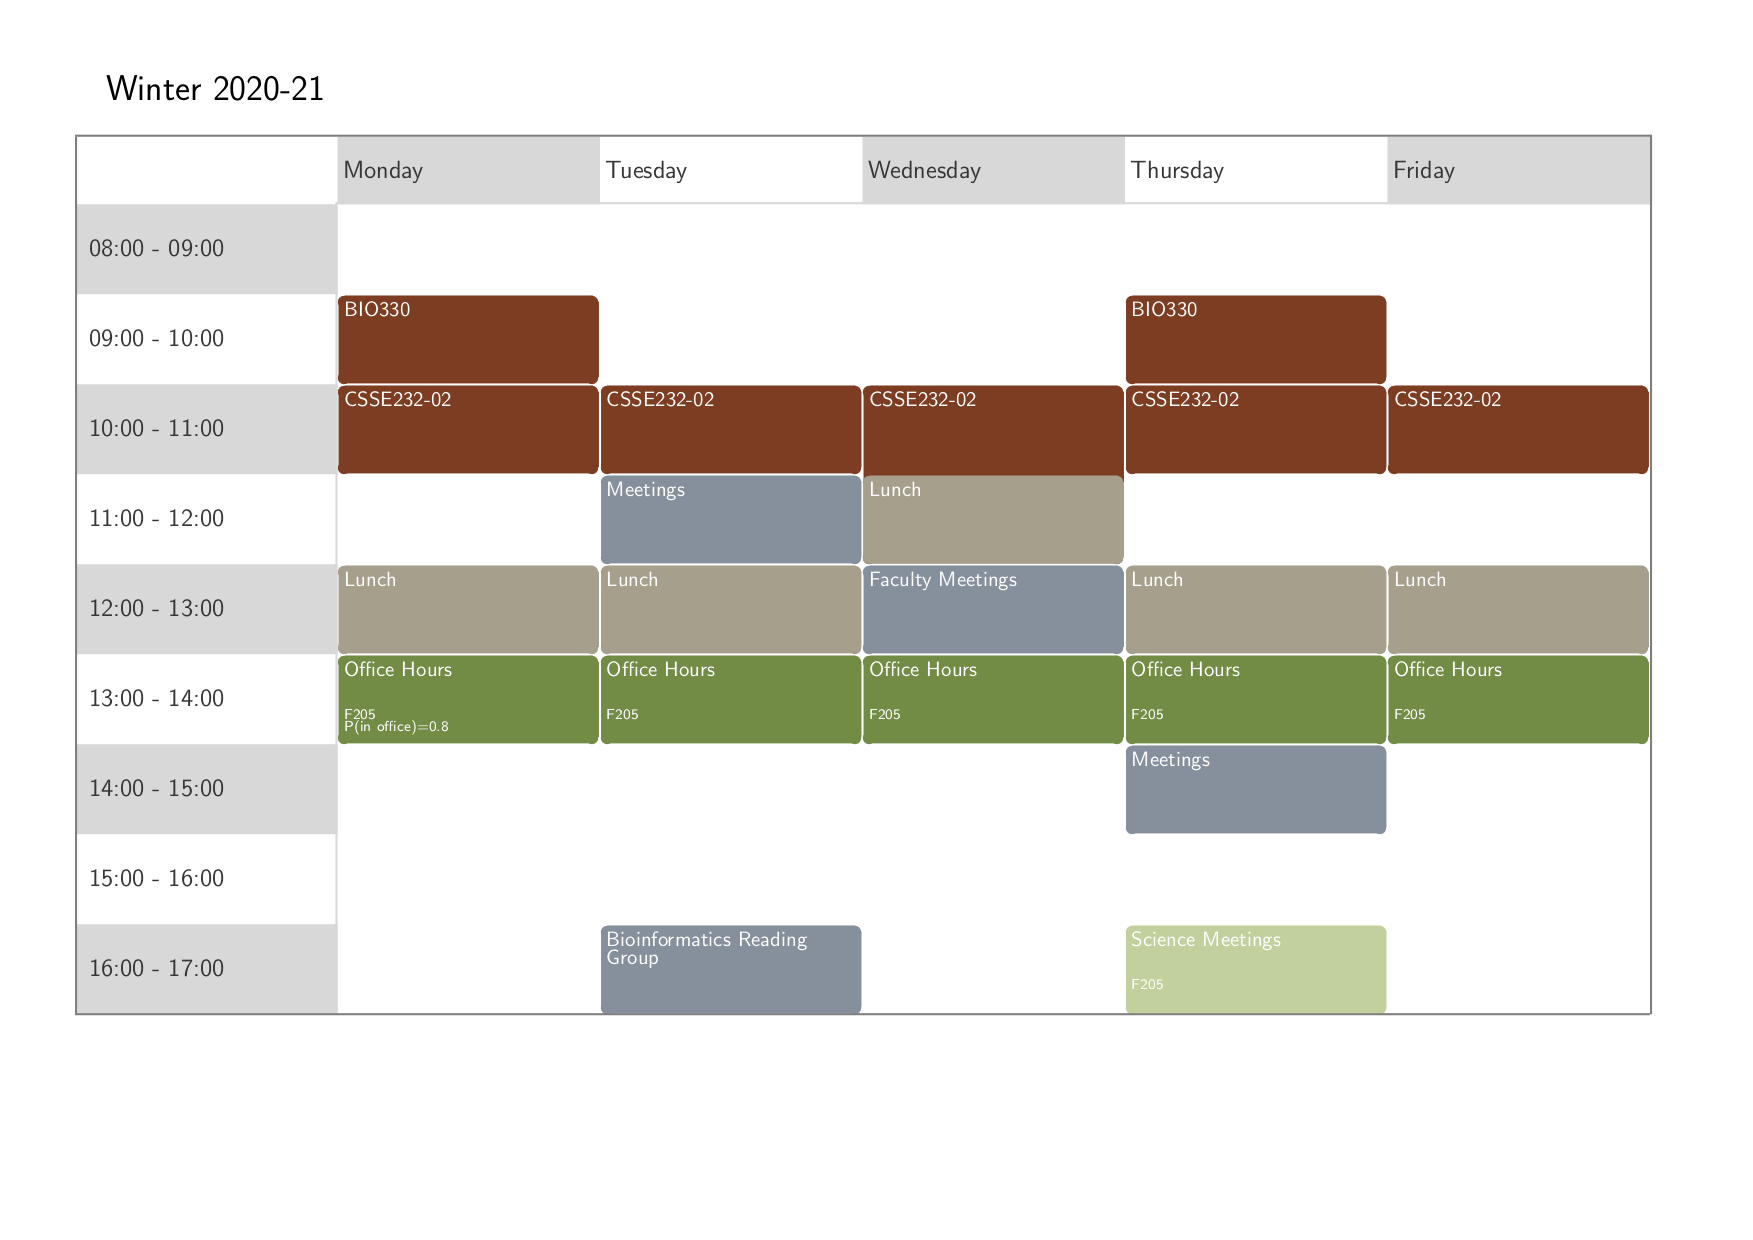 Winter 2020-21
Monday Tuesday Wednesday Thursday Friday
08:00 - 09:00
BIO330 BIO330
09:00 - 10:00
CSSE232-02 CSSE232-02 CSSE232-02 CSSE232-02 CSSE232-02
10:00 - 11:00
Meetings Lunch
11:00 - 12:00
Lunch Lunch Faculty Meetings Lunch Lunch
12:00 - 13:00
Office Hours Office Hours Office Hours Office Hours Office Hours
13:00 - 14:00
F205 F205 F205 F205 F205
P(in office)=0.8
Meetings
14:00 - 15:00
15:00 - 16:00
Bioinformatics Reading Science Meetings
Group
16:00 - 17:00
F205